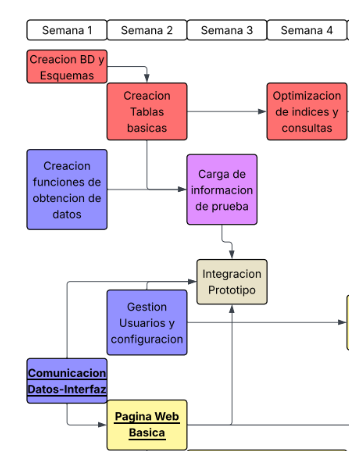 Semana 1
Semana 2
Semana 3
Semana 4
Creacion BD y
Esquemas
Creacion
Tablas
basicas
Optimizacion
de indices y
consultas
Creacion
funciones de
obtencion de
datos
Carga de
informacion
de prueba
Integracion
Prototipo
Gestion
Usuarios y
configuracion
Comunicacion
Datos-Interfaz
Pagina Web
Basica